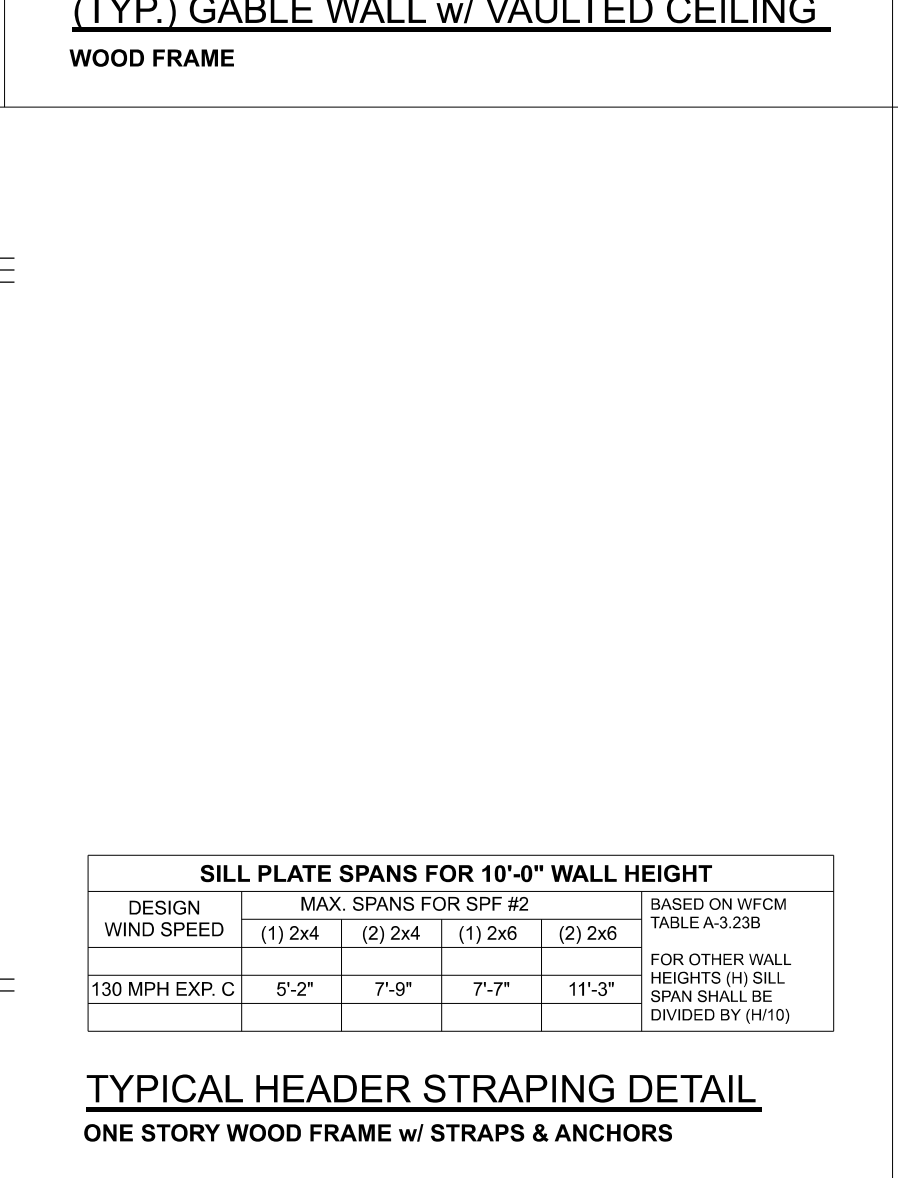 (TYP.) GABLE WALL w/ VAULTED CEILING
WOOD FRAME
SILL PLATE SPANS FOR 10'-0" WALL HEIGHT
DESIGN
WIND SPEED
MAX. SPANS FOR SPF #2
(1) 2x4 (2) 2x4 (1) 2x6 (2) 2x6
130 MPH EXP. C 5'-2" 7'-9" 7'-7" 11'-3"
BASED ON WFCM
TABLE A-3.23B
FOR OTHER WALL
HEIGHTS (H) SILL
SPAN SHALL BE
DIVIDED BY (H/10)
TYPICAL HEADER STRAPING DETAIL
ONE STORY WOOD FRAME w/ STRAPS & ANCHORS